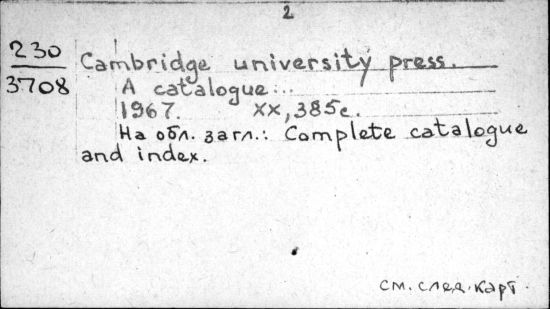 2
230
3708
Cambridge university press.
A catalogue...
1967. XX, 385с.
На обл. загл.: Complete catalogue
and index.
см. след. карт.